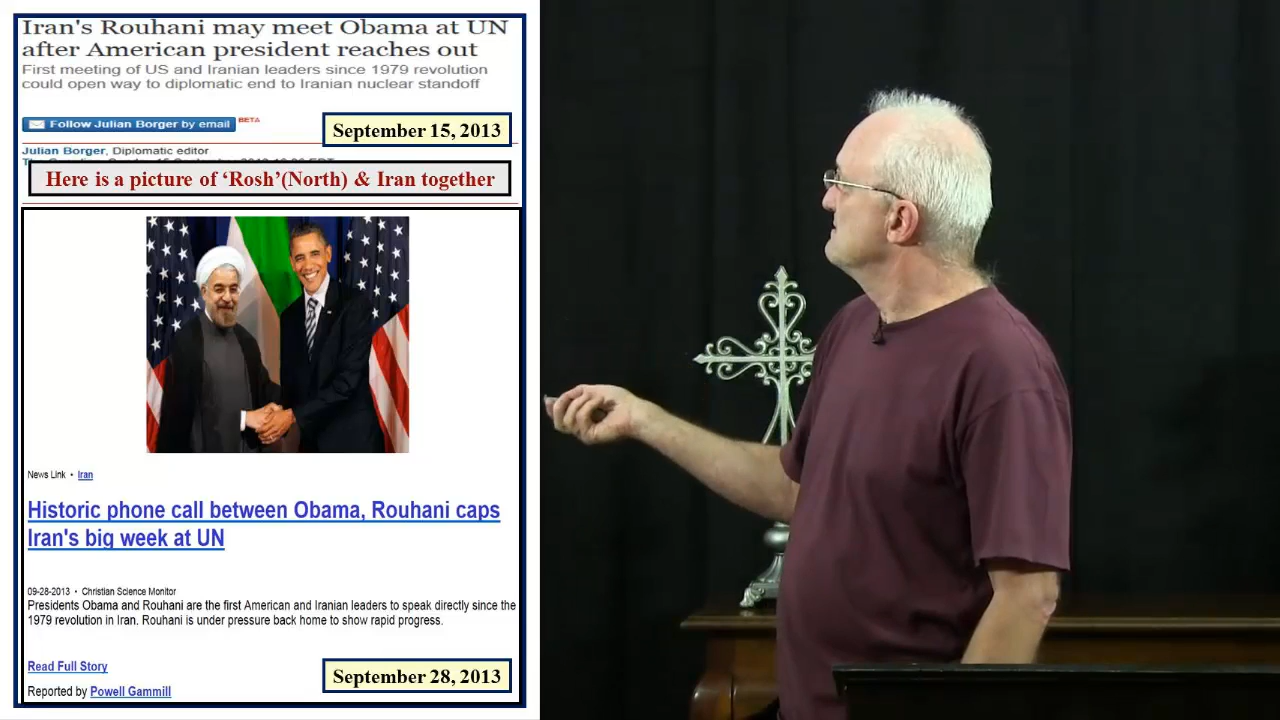 Iran's Rouhani may meet Obama at UN
after American president reaches out
First meeting of US and Iranian leaders since 1979 revolution
could open way to diplomatic end to Iranian nuclear standoff
Follow Julian Borger by email BETA
September 15, 2013
Julian Borger, Diplomatic editor
Here is a picture of ‘Rosh’(North) & Iran together
News Link • Iran
Historic phone call between Obama, Rouhani caps
Iran's big week at UN
09-28-2013 • Christian Science Monitor
Presidents Obama and Rouhani are the first American and Iranian leaders to speak directly since the
1979 revolution in Iran. Rouhani is under pressure back home to show rapid progress.
Read Full Story
September 28, 2013
Reported by Powell Gammill